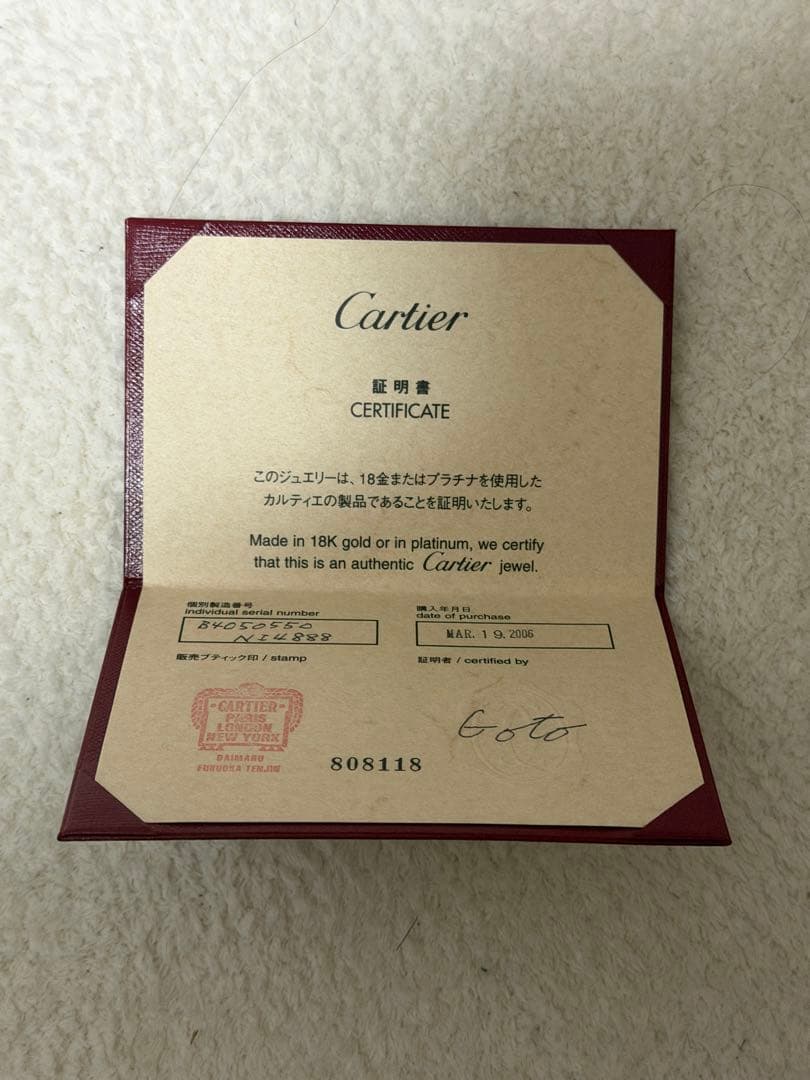 Cartier
証明書
CERTIFICATE
このジュエリーは、18金またはプラチナを使用した
カルティエの製品であることを証明いたします。
Made in 18K gold or in platinum, we certify
that this is an authentic Cartier jewel.
個別製造番号
individual serial number
B4050550
NI4888
購入年月日
date of purchase
MAR. 19. 2006
販売ブティック印 / stamp
証明者 / certified by
CARTIER
PARIS
LONDON
NEW YORK
DAIMARU
FUKUOKA TENJIN
Goto
808118